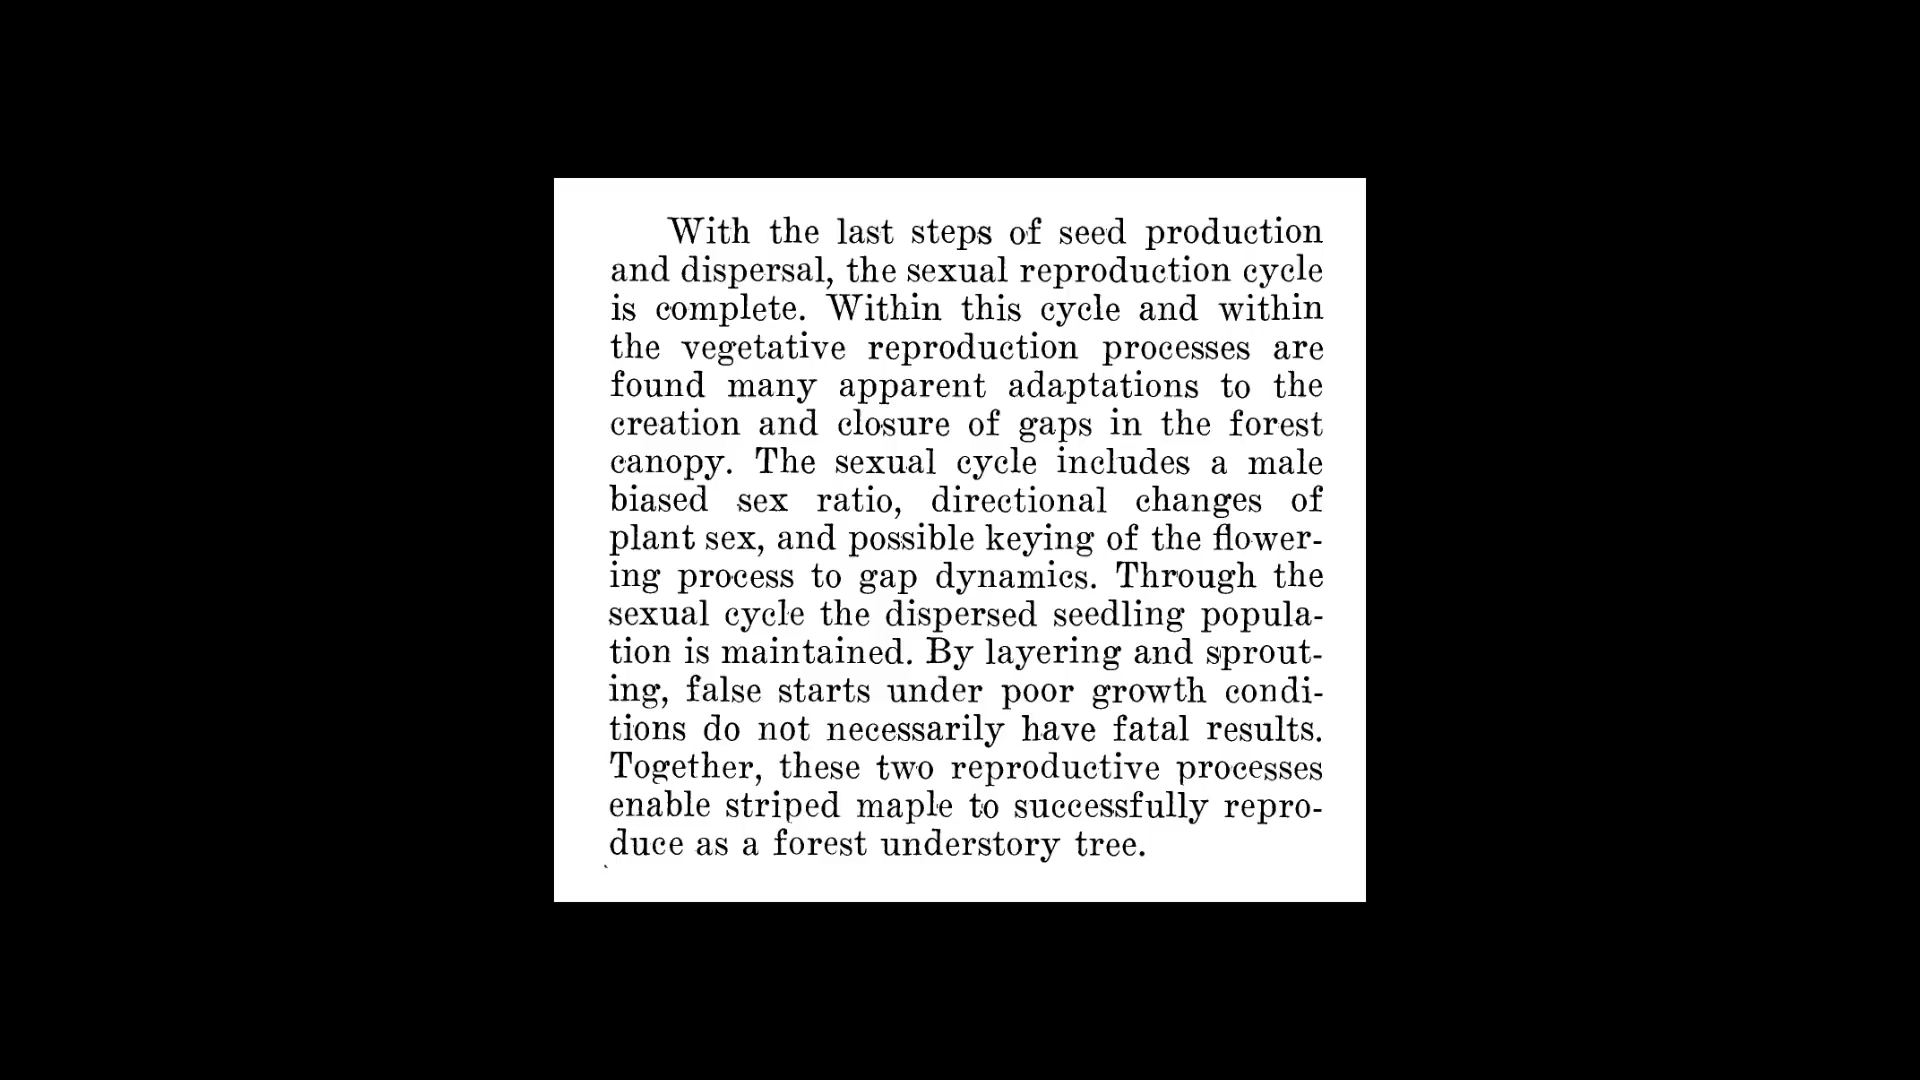 With the last steps of seed production
and dispersal, the sexual reproduction cycle
is complete. Within this cycle and within
the vegetative reproduction processes are
found many apparent adaptations to the
creation and closure of gaps in the forest
canopy. The sexual cycle includes a male
biased sex ratio, directional changes of
plant sex, and possible keying of the flower-
ing process to gap dynamics. Through the
sexual cycle the dispersed seedling popula-
tion is maintained. By layering and sprout-
ing, false starts under poor growth condi-
tions do not necessarily have fatal results.
Together, these two reproductive processes
enable striped maple to successfully repro-
duce as a forest understory tree.